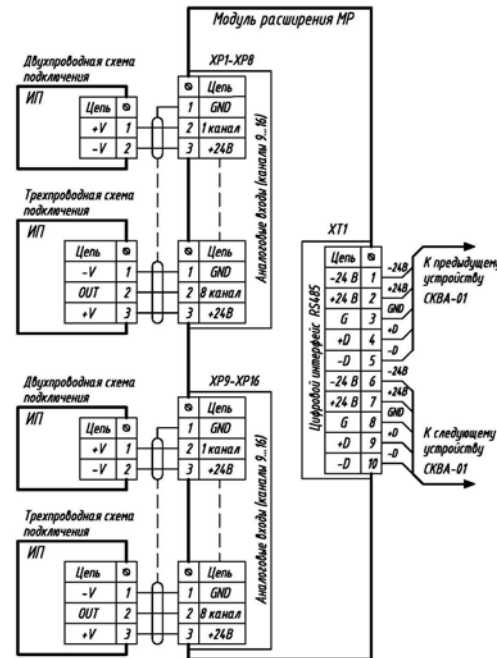 Модуль расширения МР
Двухпроводная схема
подключения
ИП
Цепь ⌀
+V 1
-V 2
XP1-XP8
⌀ Цепь
1 GND
2 1 канал
3 +24В
Трехпроводная схема
подключения
ИП
Цепь ⌀
-V 1
OUT 2
+V 3
⌀ Цепь
1 GND
2 8 канал
3 +24В
Аналоговые входы (каналы 9...16)
Двухпроводная схема
подключения
ИП
Цепь ⌀
+V 1
-V 2
XP9-XP16
⌀ Цепь
1 GND
2 1 канал
3 +24В
Трехпроводная схема
подключения
ИП
Цепь ⌀
-V 1
OUT 2
+V 3
⌀ Цепь
1 GND
2 8 канал
3 +24В
Аналоговые входы (каналы 9...16)
XT1
Цифровой интерфейс RS485
Цепь ⌀
-24 В 1
+24 В 2
G 3
+D 4
-D 5
-24 В 6
+24 В 7
G 8
+D 9
-D 10
-24В
+24В
GND
+D
-D
-24В
+24В
GND
+D
-D
К предыдущему
устройству
СКВА-01
К следующему
устройству
СКВА-01